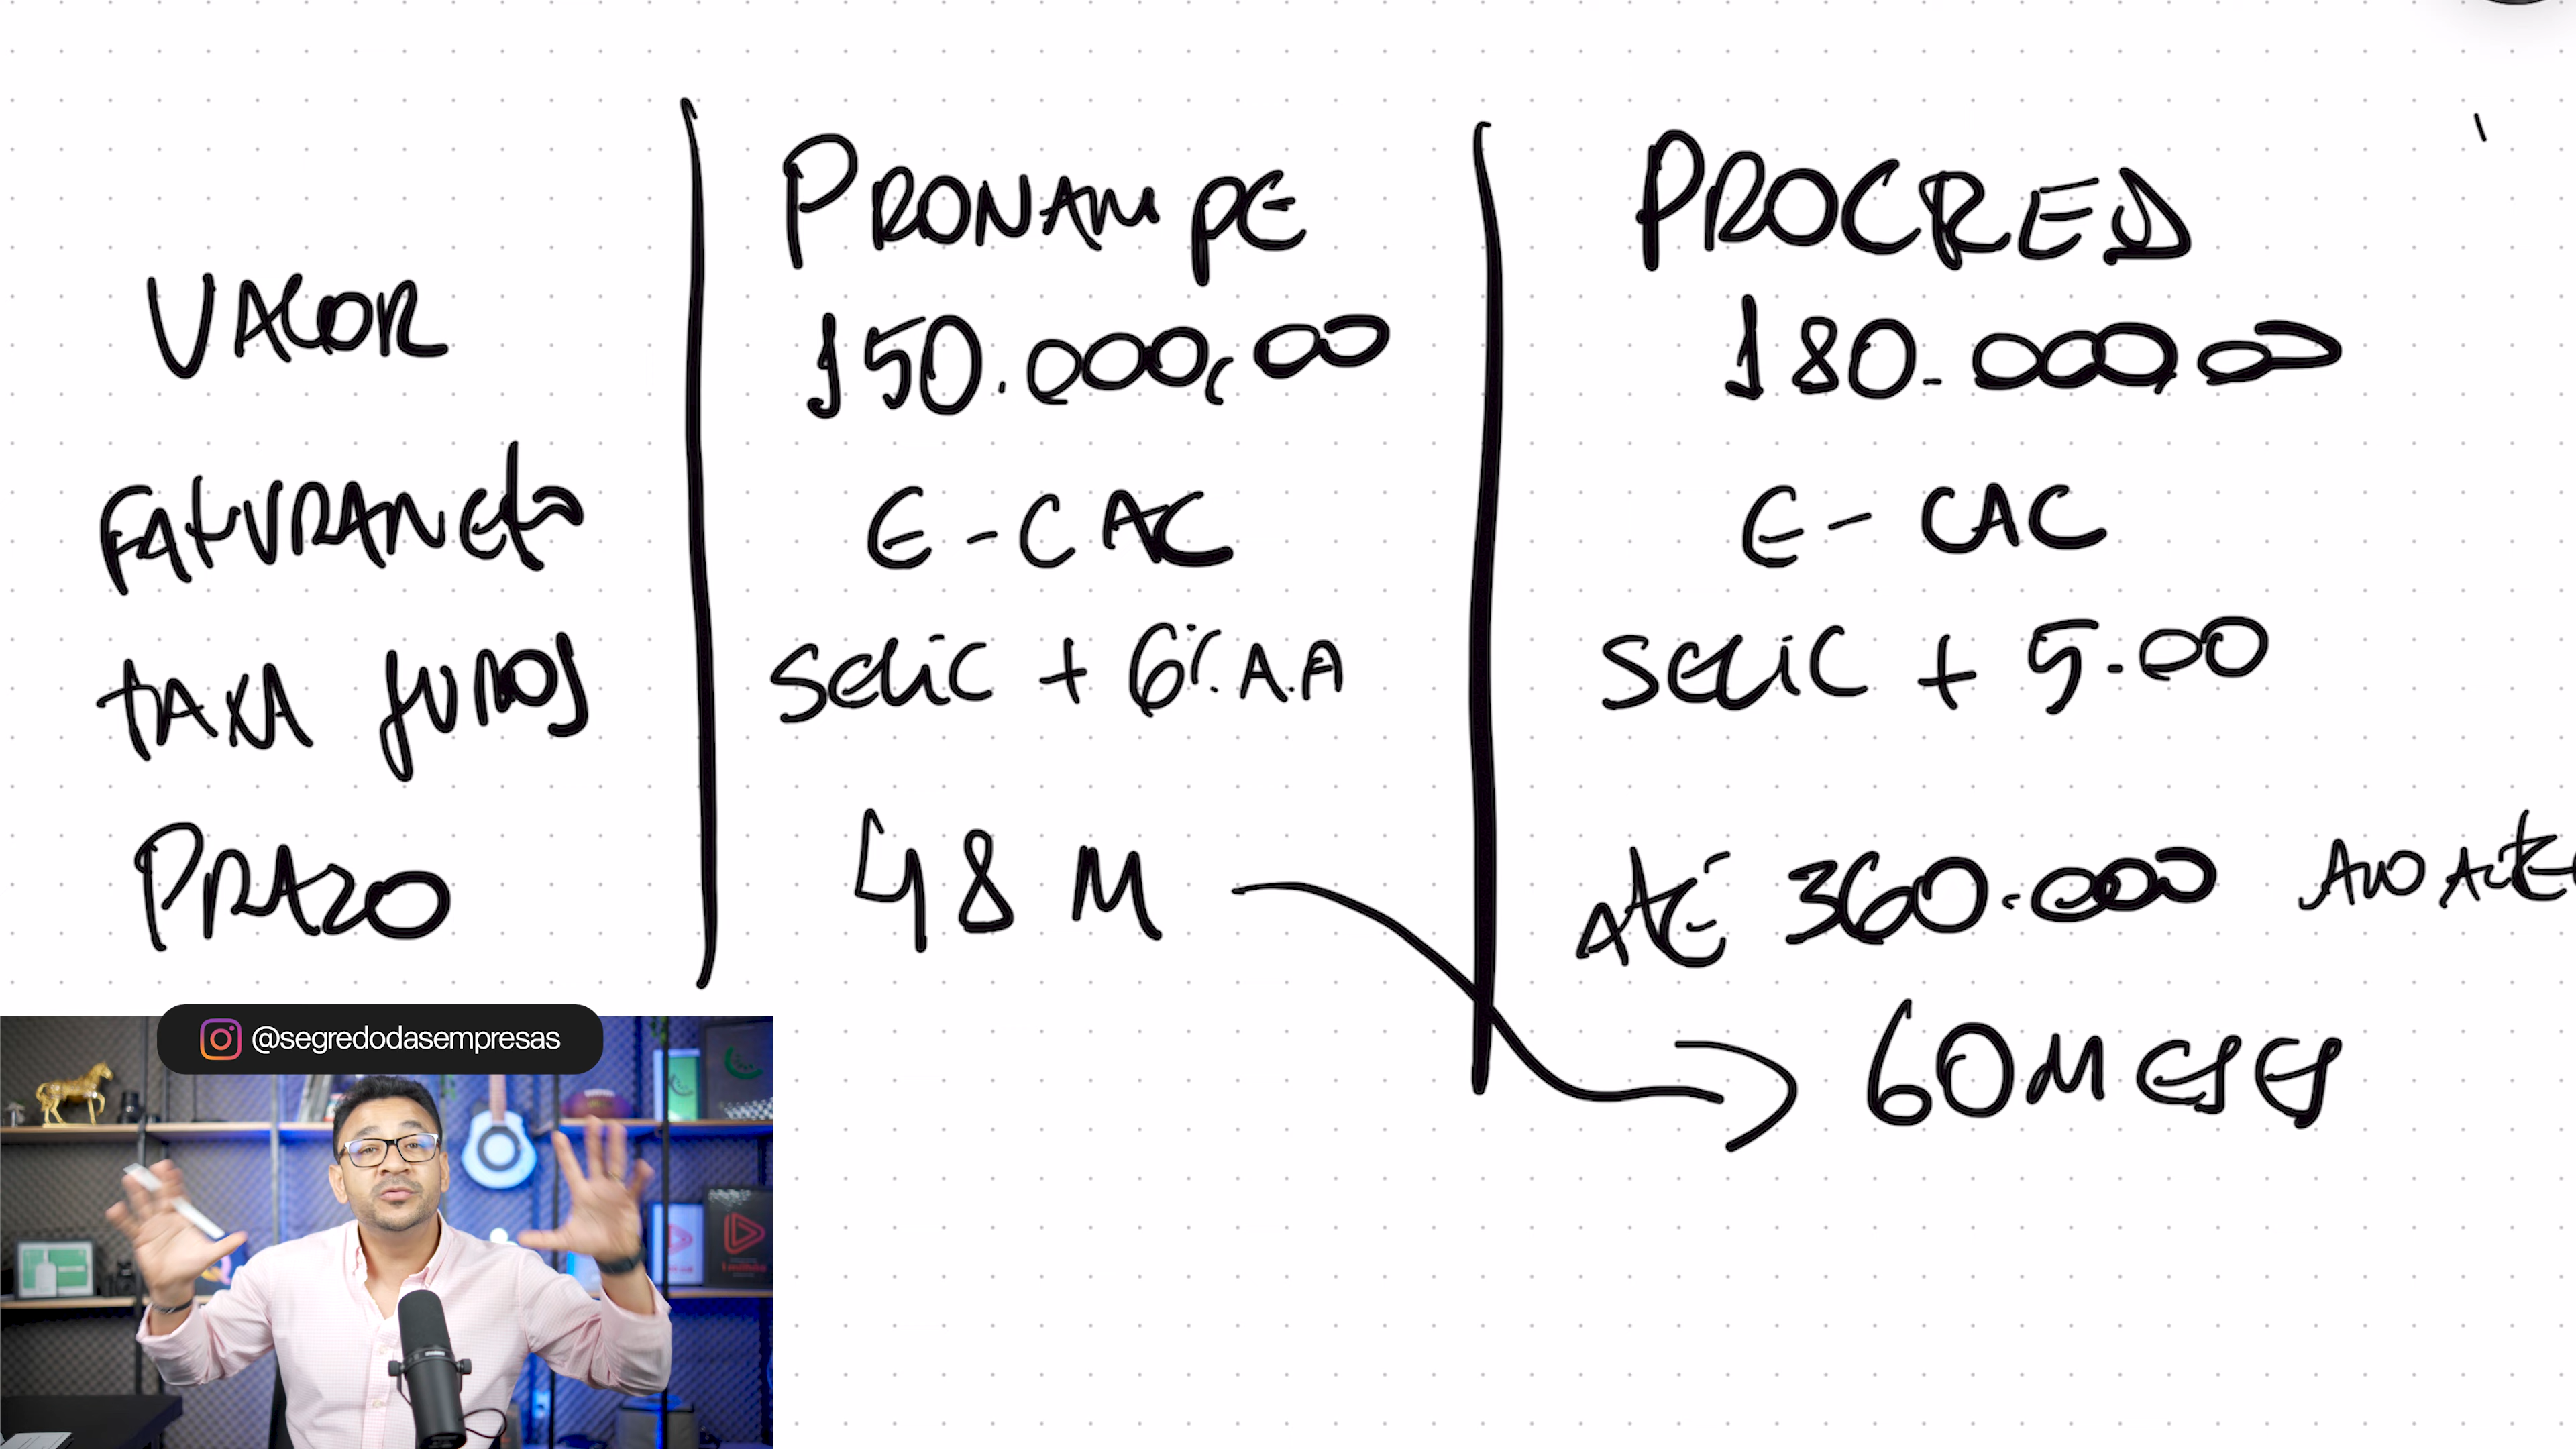 PRONAMPE PROCRED
VALOR 150.000,00 180.000,00
FATURAMENTO E-CAC E-CAC
TAXA JUROS SELIC + 6%.A.A SELIC + 5.00
PRAZO 48 M ATÉ 360.000
60 MESES
@segredodasempresas